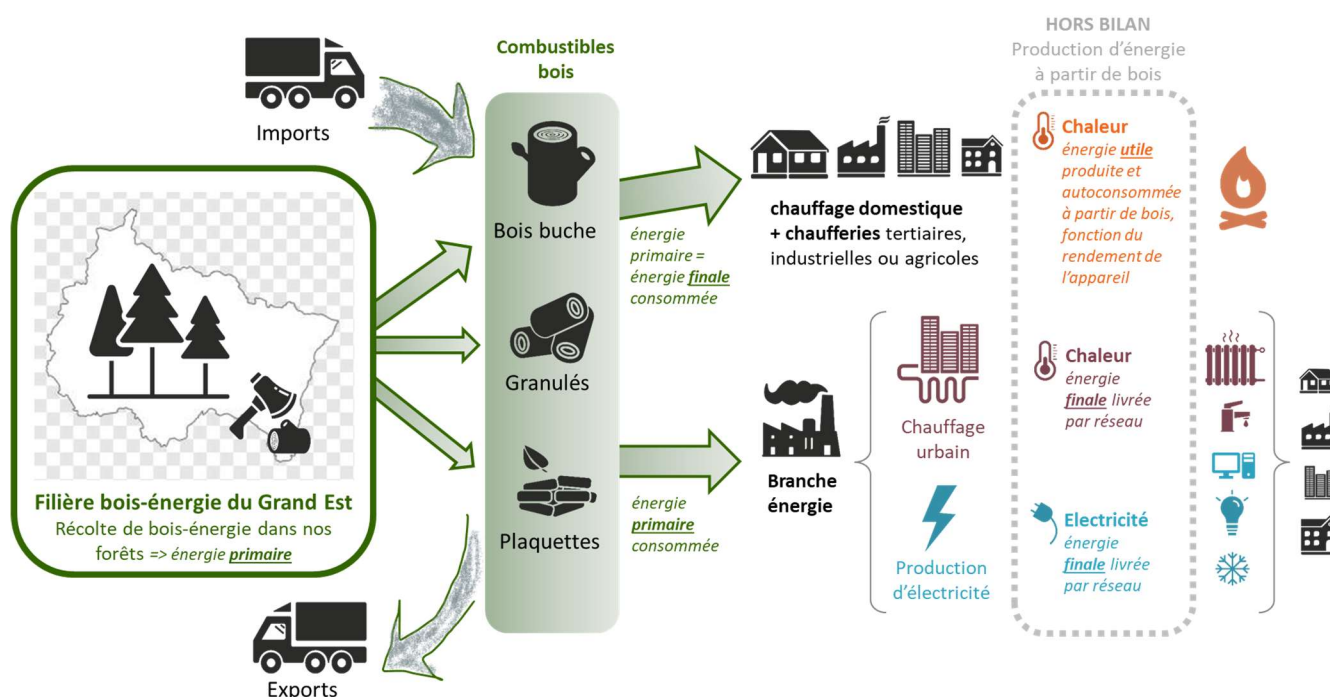 Imports
Filière bois-énergie du Grand Est
Récolte de bois-énergie dans nos
forêts => énergie primaire
Exports
Combustibles
bois
Bois buche
Granulés
Plaquettes
énergie
primaire =
énergie finale
consommée
énergie
primaire
consommée
chauffage domestique
+ chaufferies tertiaires,
industrielles ou agricoles
Branche
énergie
Chauffage
urbain
Production
d’électricité
HORS BILAN
Production d’énergie
à partir de bois
Chaleur
énergie utile
produite et
autoconsommée
à partir de bois,
fonction du
rendement de
l’appareil
Chaleur
énergie
finale livrée
par réseau
Electricité
énergie
finale livrée
par réseau